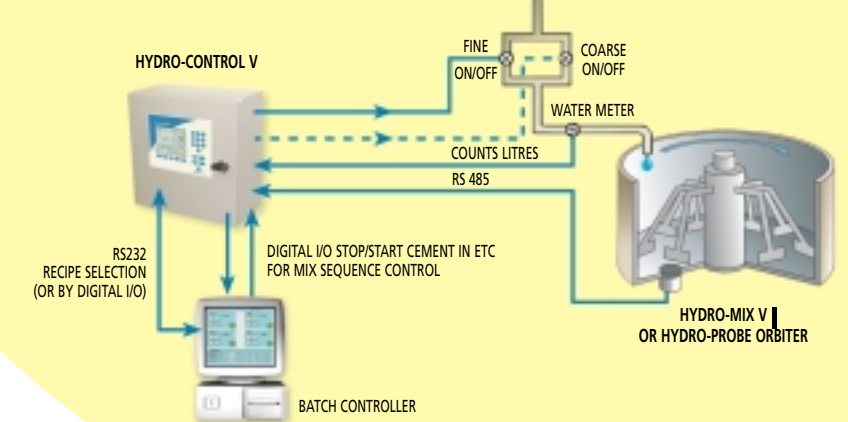 HYDRO-CONTROL V
FINE
ON/OFF
COARSE
ON/OFF
WATER METER
COUNTS LITRES
RS 485
RS232
RECIPE SELECTION
(OR BY DIGITAL I/O)
DIGITAL I/O STOP/START CEMENT IN ETC
FOR MIX SEQUENCE CONTROL
HYDRO-MIX V
OR HYDRO-PROBE ORBITER
BATCH CONTROLLER